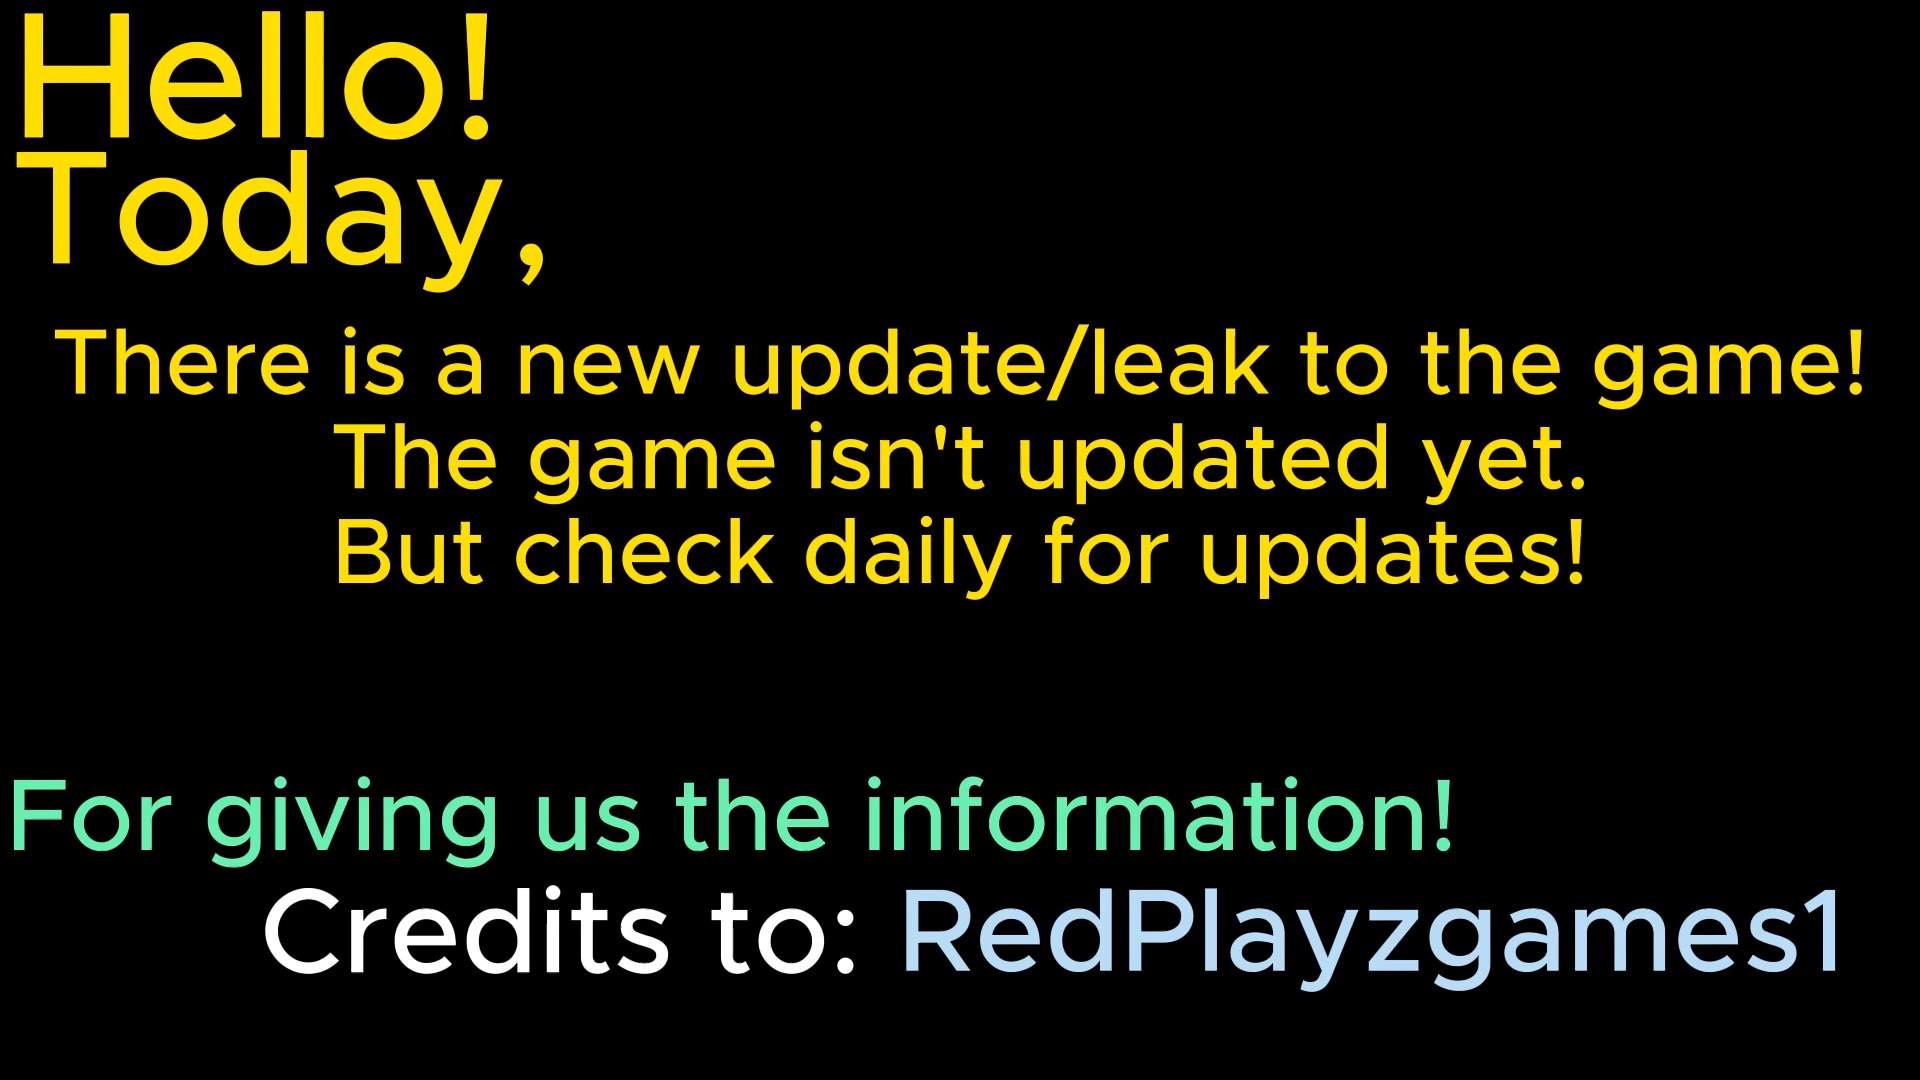 Hello!
Today,
There is a new update/leak to the game!
The game isn't updated yet.
But check daily for updates!
For giving us the information!
Credits to: RedPlayzgames1